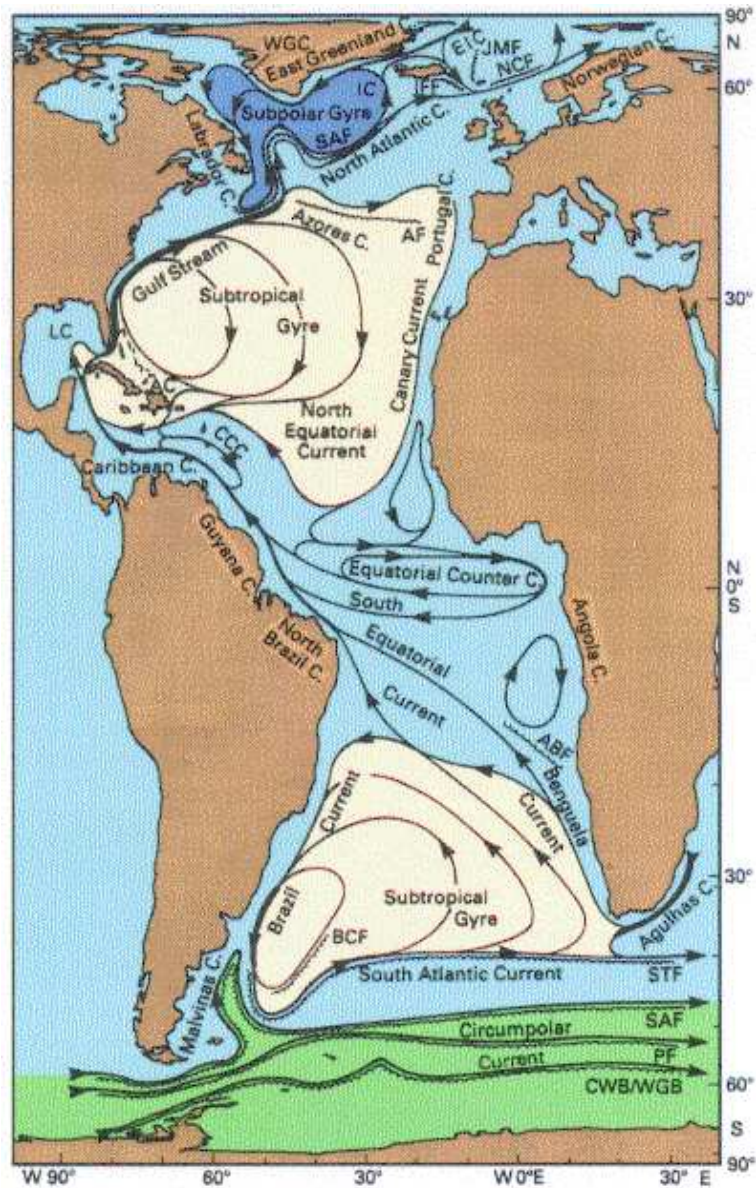 90°
N
WGC
East Greenland C.
EIC
JMF
NCF
Norwegian C.
IC
IFF
60°
Subpolar Gyre
SAF
North Atlantic C.
Labrador C.
Azores C.
AF
Portugal C.
Gulf Stream
30°
Subtropical
Gyre
LC
Canary Current
North
Equatorial
Current
CCC
Caribbean C.
Guyana C.
Equatorial Counter C.
N
0°
S
South
Equatorial
Current
North
Brazil C.
Angola C.
ABF
Benguela
Current
Brazil
Current
30°
Subtropical
Gyre
BCF
Agulhas C.
South Atlantic Current
STF
Malvinas C.
SAF
Circumpolar
Current
PF
CWB/WGB
60°
S
90°
W 90°
60°
30°
W 0°E
30° E